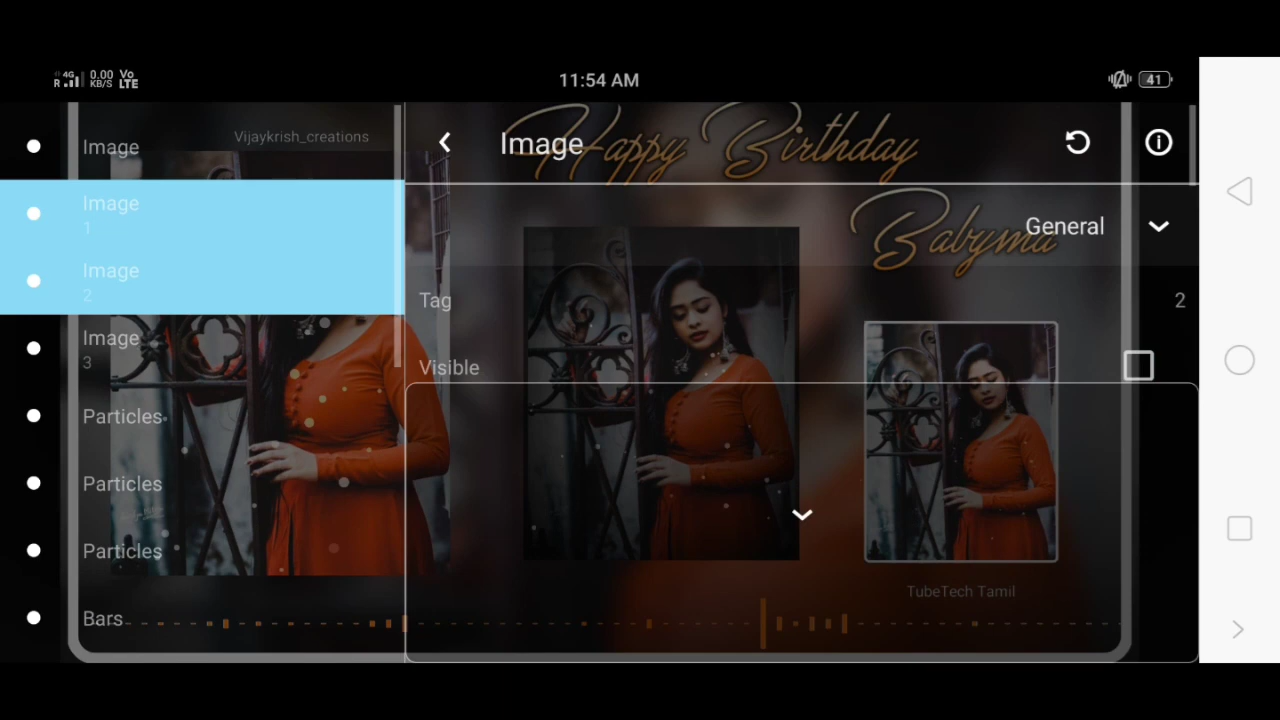 4G
R
0.00
KB/S
Vo
LTE
11:54 AM
41
Vijaykrish_creations
Happy Birthday
Babyma
Image
Image
1
Image
2
Image
3
Particles
Particles
Particles
Bars
Image
General
Tag
2
Visible
TubeTech Tamil